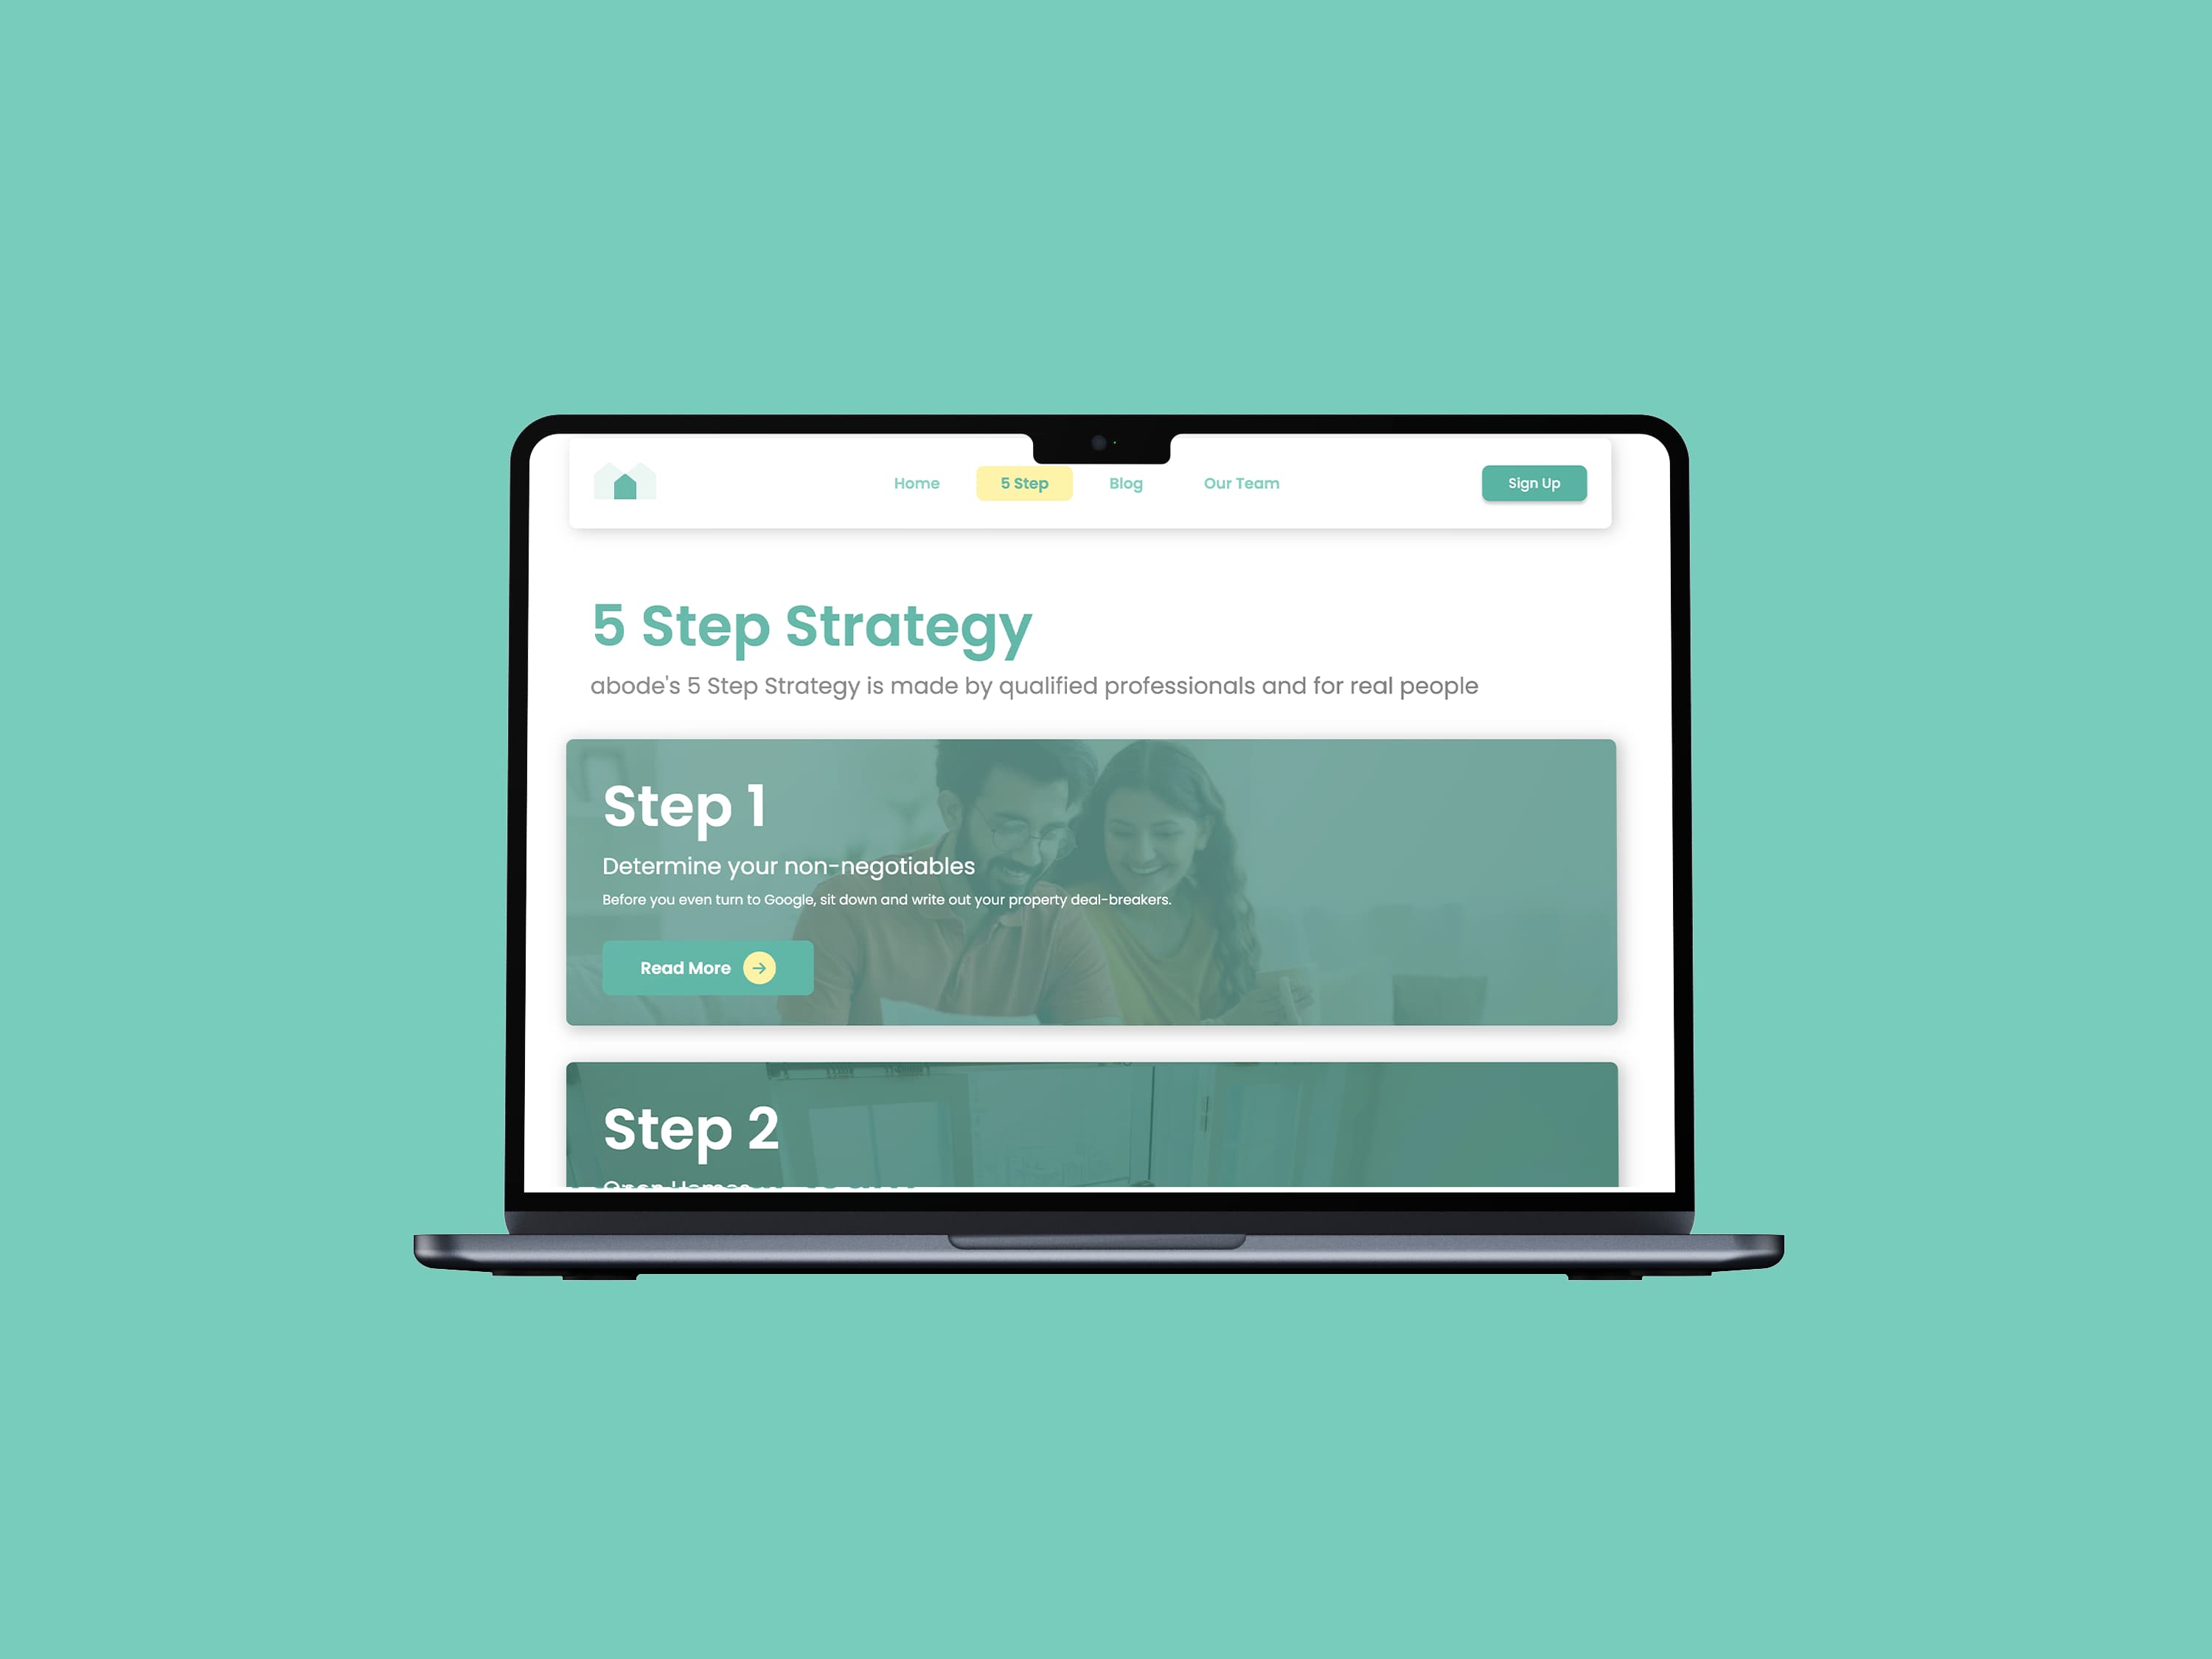 Home
5 Step
Blog
Our Team
Sign Up
5 Step Strategy
abode's 5 Step Strategy is made by qualified professionals and for real people
Step 1
Determine your non-negotiables
Before you even turn to Google, sit down and write out your property deal-breakers.
Read More
Step 2
Open Homes